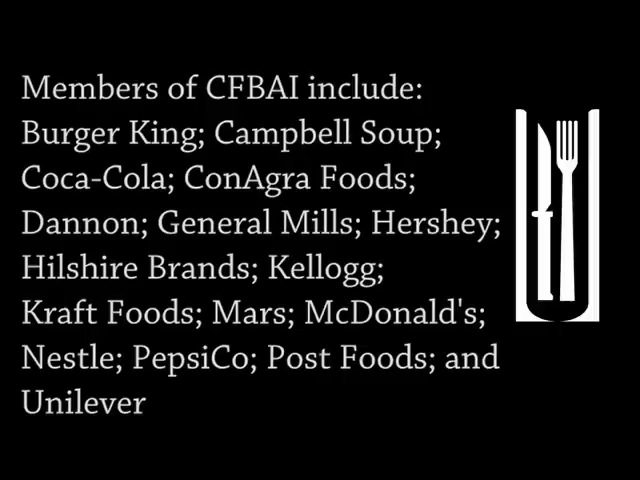 Members of CFBAI include:
Burger King; Campbell Soup;
Coca-Cola; ConAgra Foods;
Dannon; General Mills; Hershey;
Hilshire Brands; Kellogg;
Kraft Foods; Mars; McDonald's;
Nestle; PepsiCo; Post Foods; and
Unilever